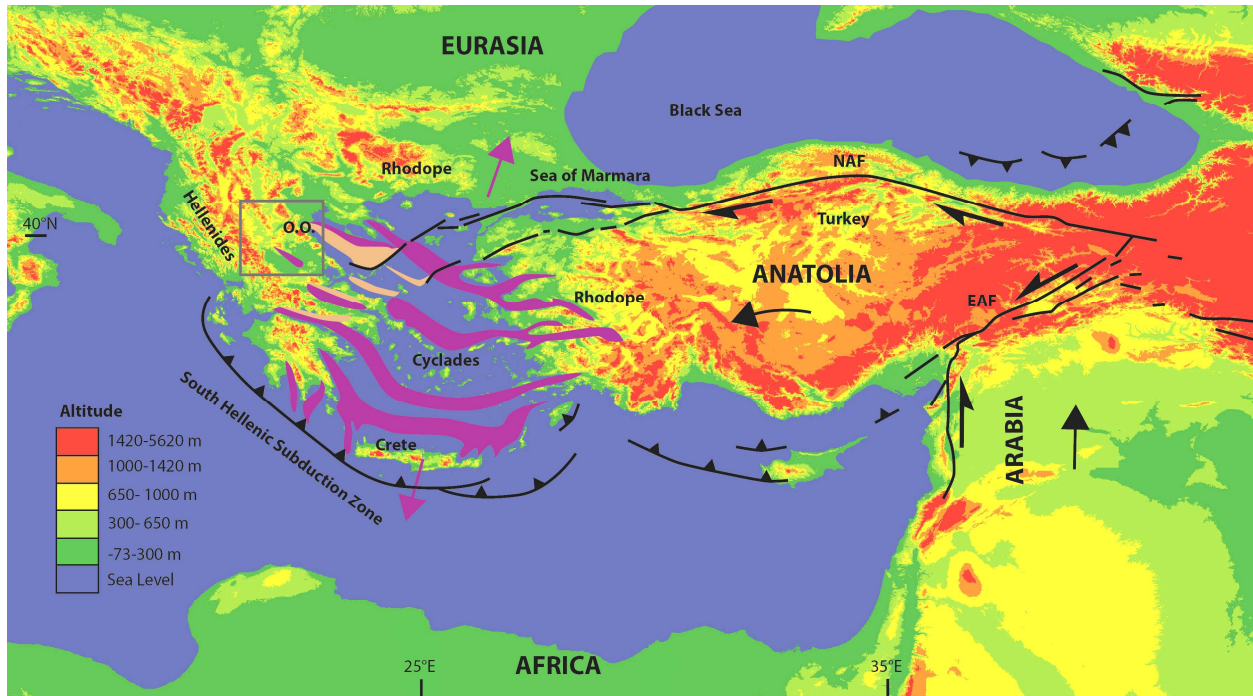 EURASIA
Black Sea
Rhodope
Sea of Marmara
NAF
Hellenides
40°N
O.O.
Turkey
ANATOLIA
Rhodope
EAF
Cyclades
South Hellenic Subduction Zone
Crete
ARABIA
Altitude
1420-5620 m
1000-1420 m
650- 1000 m
300- 650 m
-73-300 m
Sea Level
25°E
AFRICA
35°E